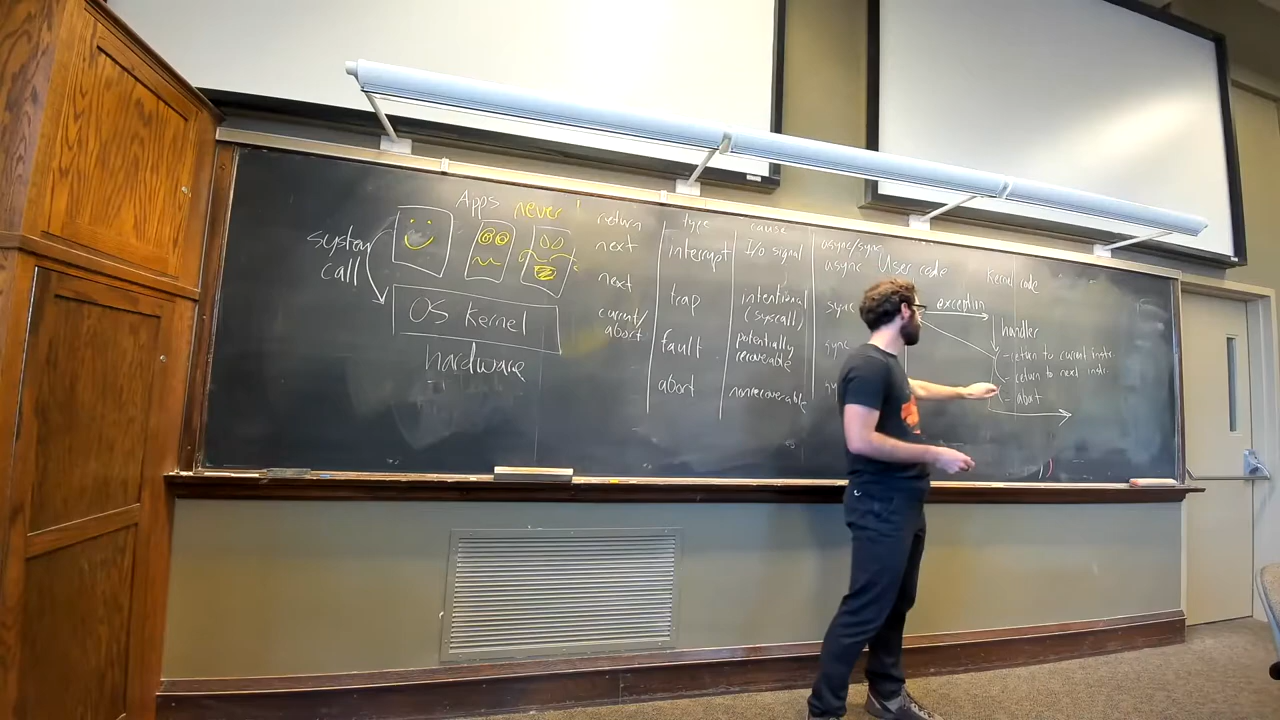 Apps never!
system
call
OS Kernel
hardware
return type cause async/sync
next interrupt I/o signal async
next trap intentional
(syscall) sync
current/
abort fault potentially
recoverable sync
abort nonrecoverable
User code Kernel code
exception
handler
- return to current instr.
- return to next instr.
- abort